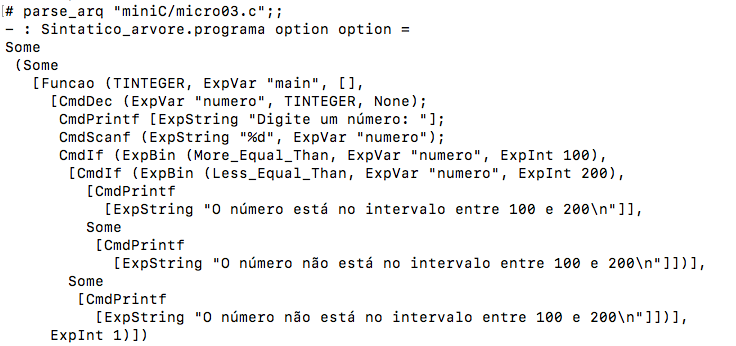 # parse_arq "miniC/micro03.c";;
- : Sintatico_arvore.programa option option =
Some
 (Some
   [Funcao (TINTEGER, ExpVar "main", [],
     [CmdDec (ExpVar "numero", TINTEGER, None);
      CmdPrintf [ExpString "Digite um número: "];
      CmdScanf (ExpString "%d", ExpVar "numero");
      CmdIf (ExpBin (More_Equal_Than, ExpVar "numero", ExpInt 100),
       [CmdIf (ExpBin (Less_Equal_Than, ExpVar "numero", ExpInt 200),
         [CmdPrintf
           [ExpString "O número está no intervalo entre 100 e 200\n"]],
         Some
          [CmdPrintf
            [ExpString "O número não está no intervalo entre 100 e 200\n"]])],
       Some
        [CmdPrintf
          [ExpString "O número não está no intervalo entre 100 e 200\n"]])],
     ExpInt 1)])